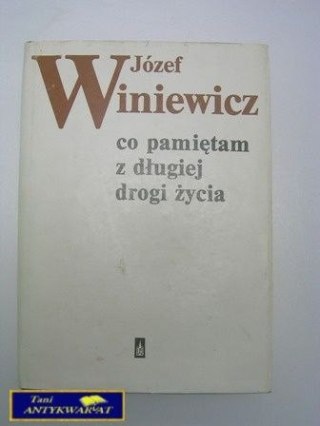 Józef
Winiewicz
co pamiętam
z długiej
drogi życia
Tani
ANTYKWARIAT